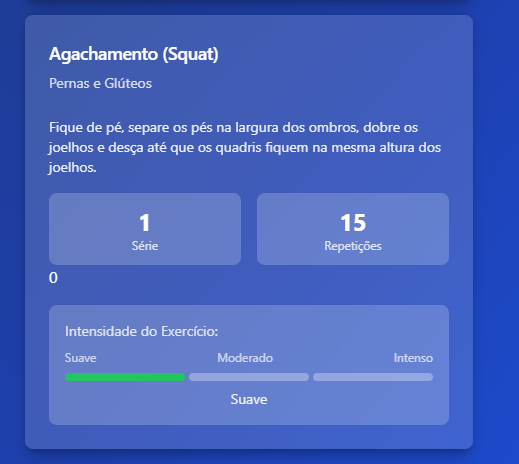 Agachamento (Squat)
Pernas e Glúteos
Fique de pé, separe os pés na largura dos ombros, dobre os
joelhos e desça até que os quadris fiquem na mesma altura dos
joelhos.
1
Série
15
Repetições
0
Intensidade do Exercício:
Suave Moderado Intenso
Suave